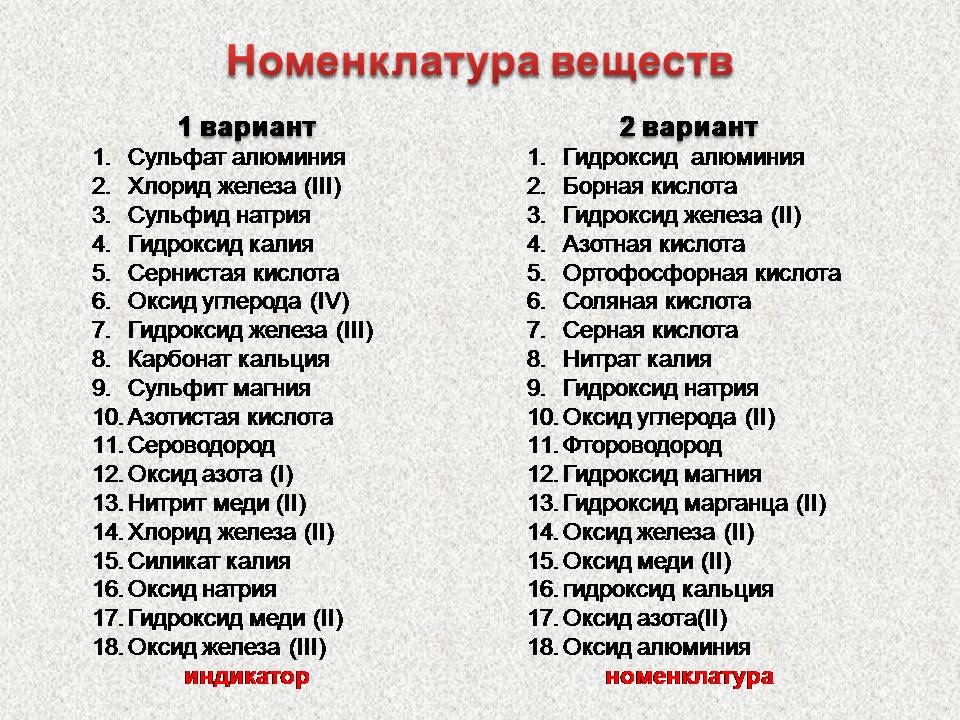 Номенклатура веществ
1 вариант
1. Сульфат алюминия
2. Хлорид железа (III)
3. Сульфид натрия
4. Гидроксид калия
5. Сернистая кислота
6. Оксид углерода (IV)
7. Гидроксид железа (III)
8. Карбонат кальция
9. Сульфит магния
10. Азотистая кислота
11. Сероводород
12. Оксид азота (I)
13. Нитрит меди (II)
14. Хлорид железа (II)
15. Силикат калия
16. Оксид натрия
17. Гидроксид меди (II)
18. Оксид железа (III)
индикатор
2 вариант
1. Гидроксид алюминия
2. Борная кислота
3. Гидроксид железа (II)
4. Азотная кислота
5. Ортофосфорная кислота
6. Соляная кислота
7. Серная кислота
8. Нитрат калия
9. Гидроксид натрия
10. Оксид углерода (II)
11. Фтороводород
12. Гидроксид магния
13. Гидроксид марганца (II)
14. Оксид железа (II)
15. Оксид меди (II)
16. гидроксид кальция
17. Оксид азота(II)
18. Оксид алюминия
номенклатура